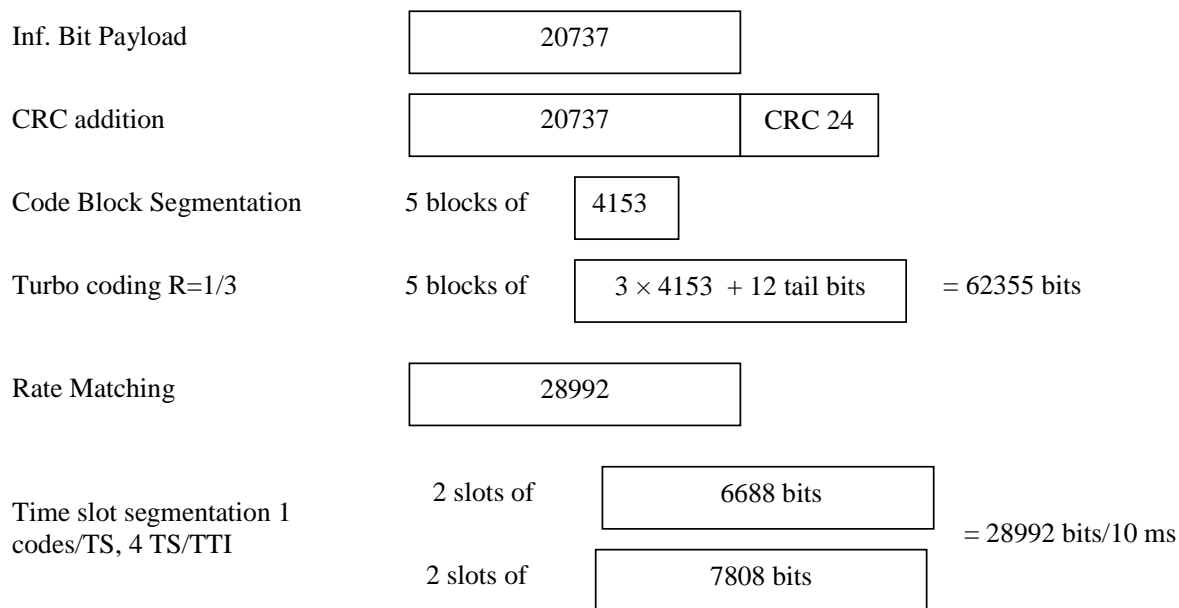 Inf. Bit Payload 20737
CRC addition 20737 CRC 24
Code Block Segmentation 5 blocks of 4153
Turbo coding R=1/3 5 blocks of 3 × 4153 + 12 tail bits = 62355 bits
Rate Matching 28992
2 slots of 6688 bits
Time slot segmentation 1
codes/TS, 4 TS/TTI
= 28992 bits/10 ms
2 slots of 7808 bits